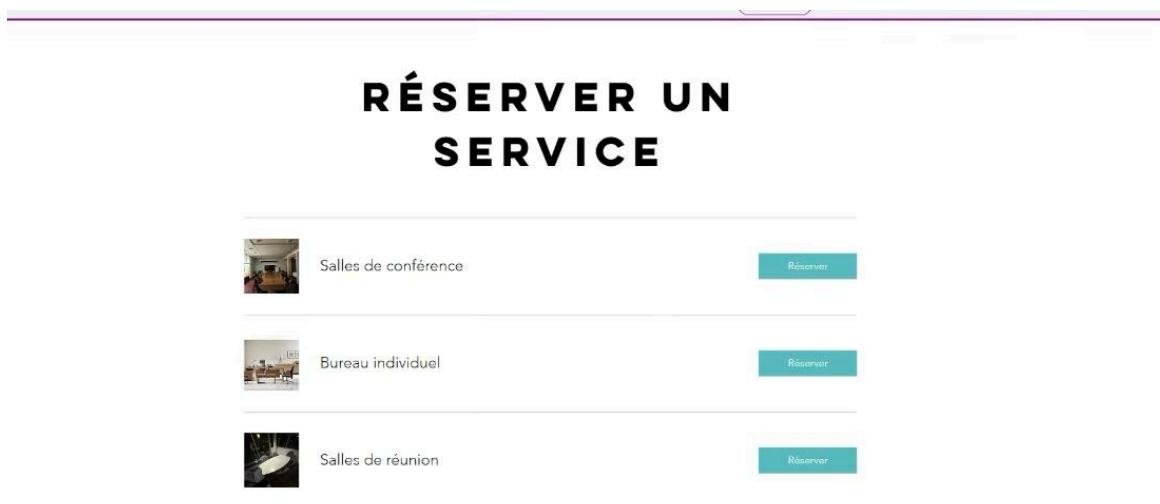 RÉSERVER UN
SERVICE
Salles de conférence
Réserver
Bureau individuel
Réserver
Salles de réunion
Réserver